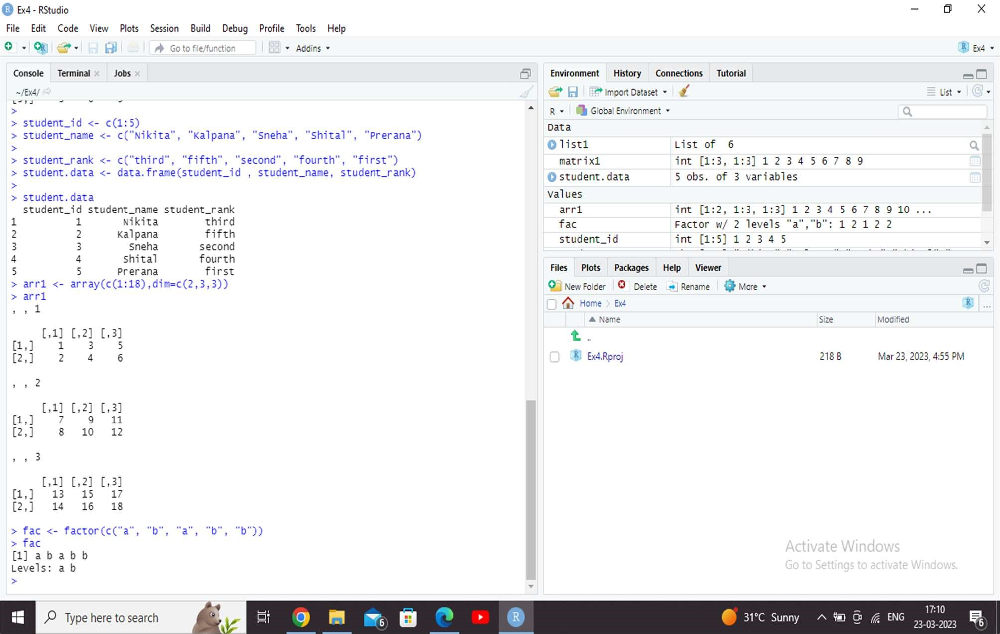 Ex4 - RStudio
File Edit Code View Plots Session Build Debug Profile Tools Help
Go to file/function Addins Ex4
Console Terminal Jobs
~/Ex4/
>
> student_id <- c(1:5)
> student_name <- c("Nikita", "Kalpana", "Sneha", "Shital", "Prerana")
>
> student_rank <- c("third", "fifth", "second", "fourth", "first")
> student.data <- data.frame(student_id , student_name, student_rank)
>
> student.data
student_id student_name student_rank
1 1 Nikita third
2 2 Kalpana fifth
3 3 Sneha second
4 4 Shital fourth
5 5 Prerana first
> arr1 <- array(c(1:18),dim=c(2,3,3))
> arr1
, , 1
[,1] [,2] [,3]
[1,] 1 3 5
[2,] 2 4 6
, , 2
[,1] [,2] [,3]
[1,] 7 9 11
[2,] 8 10 12
, , 3
[,1] [,2] [,3]
[1,] 13 15 17
[2,] 14 16 18
> fac <- factor(c("a", "b", "a", "b", "b"))
> fac
[1] a b a b b
Levels: a b
>
Environment History Connections Tutorial
Import Dataset List
R Global Environment
Data
list1 List of 6
matrix1 int [1:3, 1:3] 1 2 3 4 5 6 7 8 9
student.data 5 obs. of 3 variables
Values
arr1 int [1:2, 1:3, 1:3] 1 2 3 4 5 6 7 8 9 10 ...
fac Factor w/ 2 levels "a","b": 1 2 1 2 2
student_id int [1:5] 1 2 3 4 5
Files Plots Packages Help Viewer
New Folder Delete Rename More
Home Ex4 ...
Name Size Modified
..
Ex4.Rproj 218 B Mar 23, 2023, 4:55 PM
Activate Windows
Go to Settings to activate Windows.
Type here to search 6 R 31°C Sunny ENG 17:10
23-03-2023 6